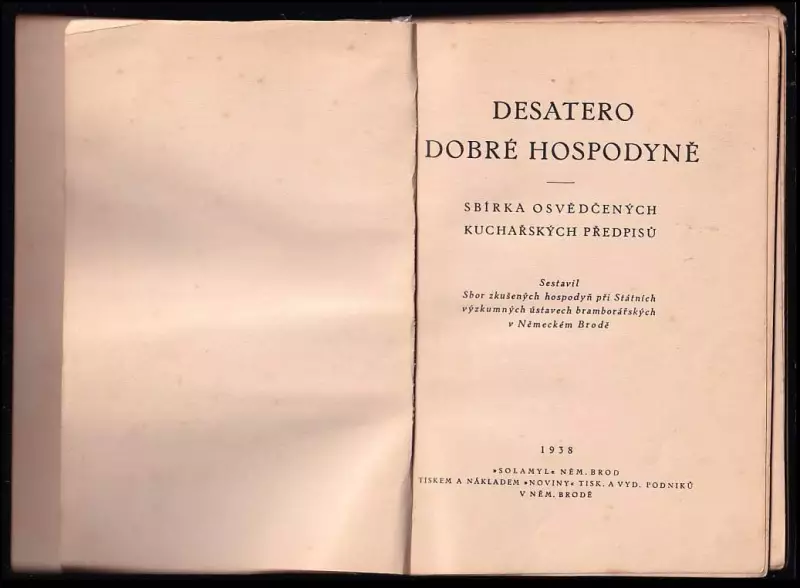 DESATERO
DOBRÉ HOSPODYNĚ
SBÍRKA OSVĚDČENÝCH
KUCHAŘSKÝCH PŘEDPISŮ
Sestavil
Sbor zkušených hospodyň při Státních
výzkumných ústavech bramborářských
v Německém Brodě
1938
»SOLAMYL« NĚM. BROD
TISKEM A NÁKLADEM »NOVINY« TISK. A VYD. PODNIKŮ
V NĚM. BRODĚ